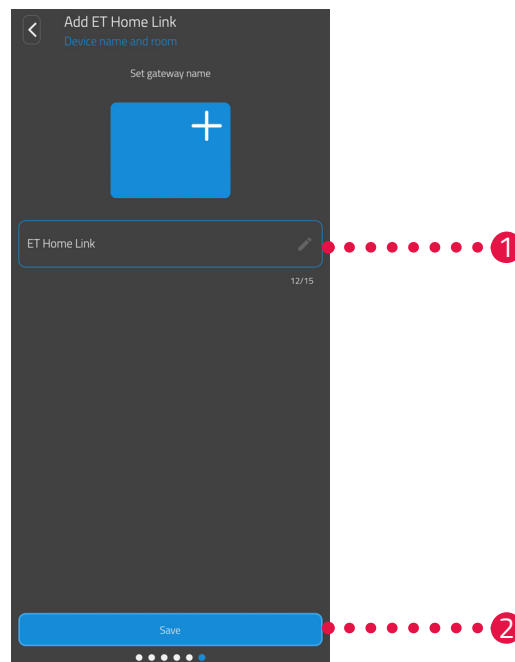 Add ET Home Link
Device name and room
Set gateway name
ET Home Link
1
12/15
Save
2